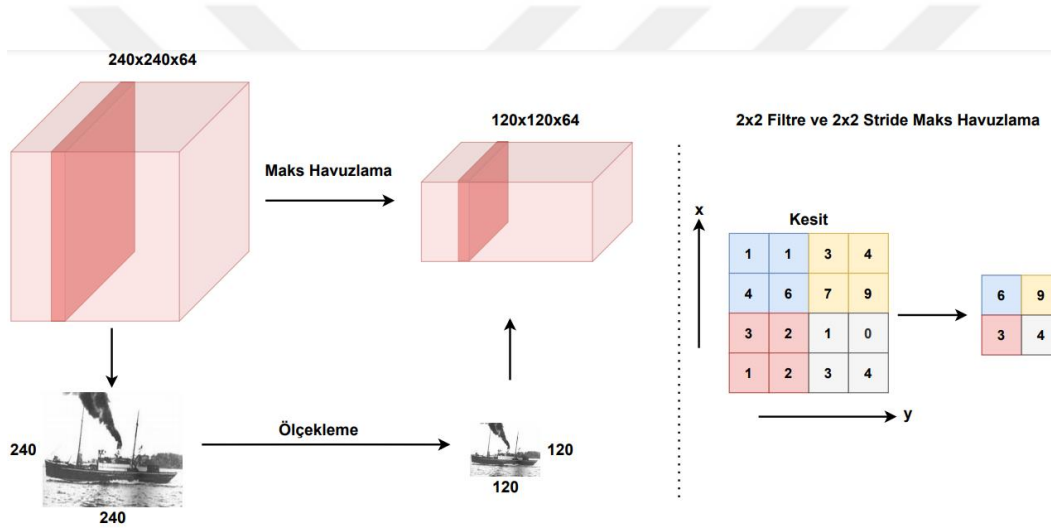 240x240x64
Maks Havuzlama
120x120x64
240
240
Ölçekleme
120
120
2x2 Filtre ve 2x2 Stride Maks Havuzlama
x
Kesit
1 1 3 4
4 6 7 9
3 2 1 0
1 2 3 4
y
6 9
3 4